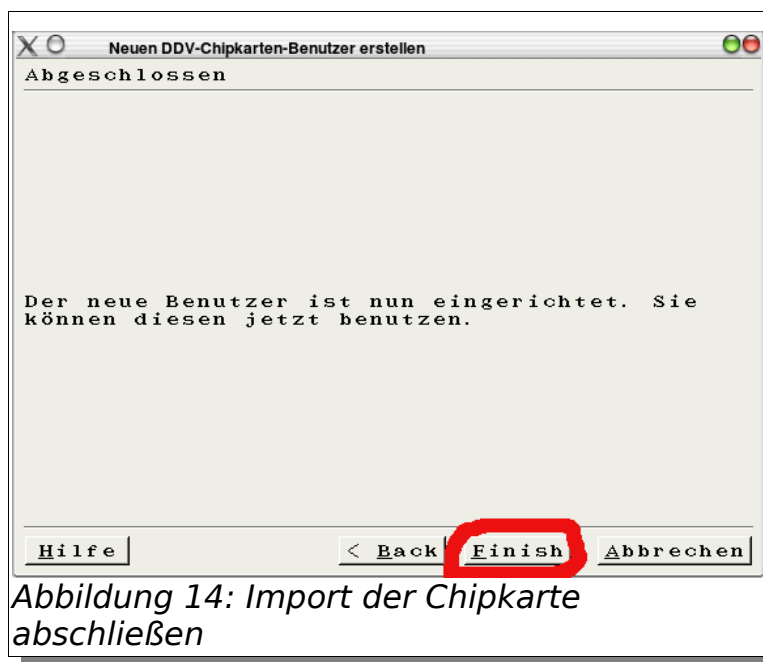 Neuen DDV-Chipkarten-Benutzer erstellen
Abgeschlossen
Der neue Benutzer ist nun eingerichtet. Sie
können diesen jetzt benutzen.
Hilfe < Back Finish Abbrechen
Abbildung 14: Import der Chipkarte
abschließen